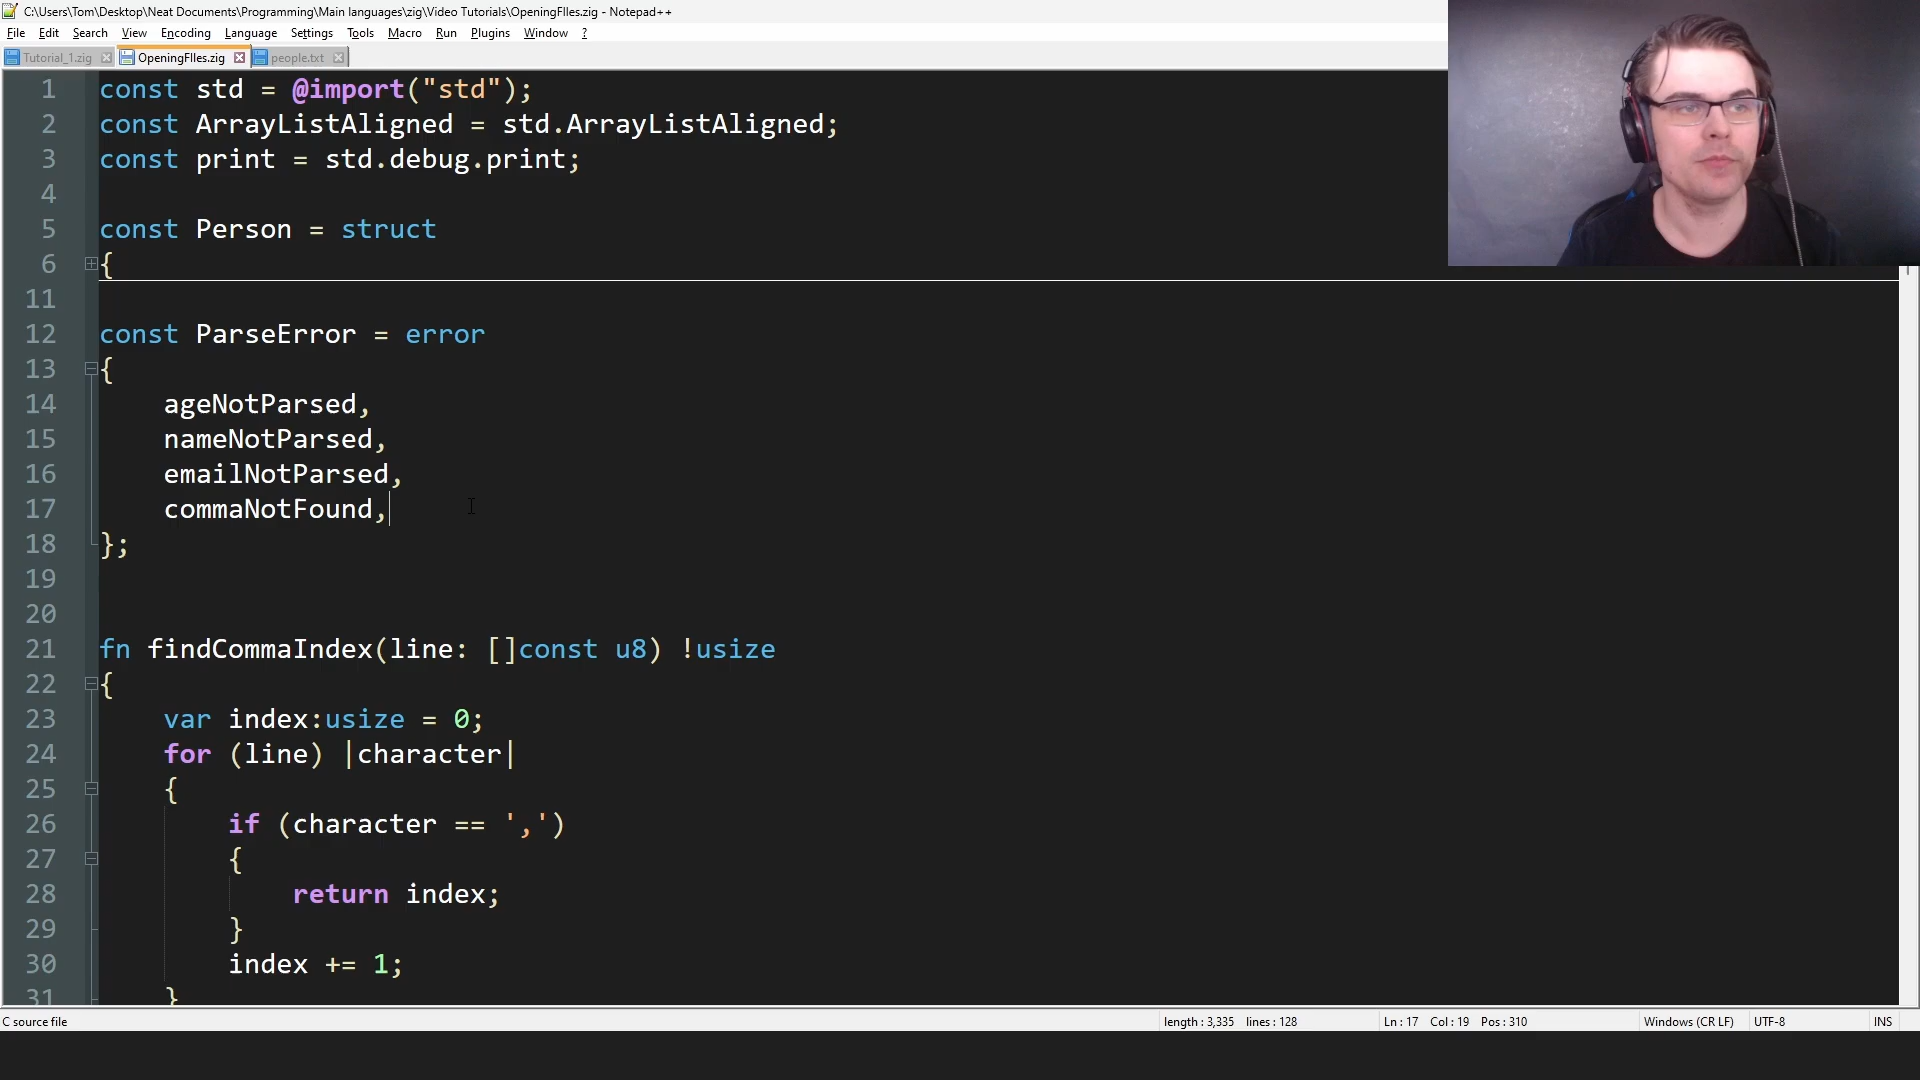 C:\Users\Tom\Desktop\Neat Documents\Programming\Main languages\zig\Video Tutorials\OpeningFIles.zig - Notepad++
File Edit Search View Encoding Language Settings Tools Macro Run Plugins Window ?
Tutorial_1.zig OpeningFIles.zig people.txt
1 const std = @import("std");
2 const ArrayListAligned = std.ArrayListAligned;
3 const print = std.debug.print;
4
5 const Person = struct
6 {
11
12 const ParseError = error
13 {
14 ageNotParsed,
15 nameNotParsed,
16 emailNotParsed,
17 commaNotFound,
18 };
19
20
21 fn findCommaIndex(line: []const u8) !usize
22 {
23 var index:usize = 0;
24 for (line) |character|
25 {
26 if (character == ',')
27 {
28 return index;
29 }
30 index += 1;
31 }
C source file length : 3,335 lines : 128 Ln : 17 Col : 19 Pos : 310 Windows (CR LF) UTF-8 INS